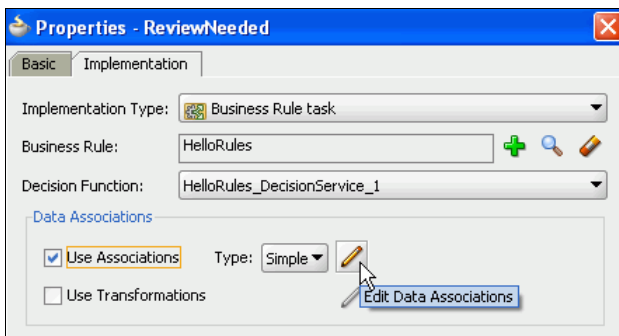 Properties - ReviewNeeded
Basic Implementation
Implementation Type: Business Rule task
Business Rule: HelloRules
Decision Function: HelloRules_DecisionService_1
Data Associations
Use Associations Type: Simple
Use Transformations Edit Data Associations